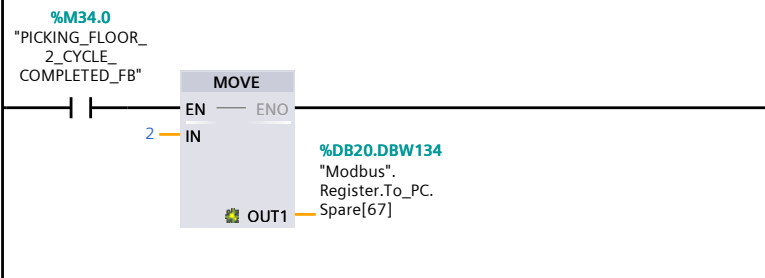 %M34.0
"PICKING_FLOOR_
2_CYCLE_
COMPLETED_FB"
MOVE
EN
ENO
2
IN
%DB20.DBW134
"Modbus".
Register.To_PC.
Spare[67]
OUT1